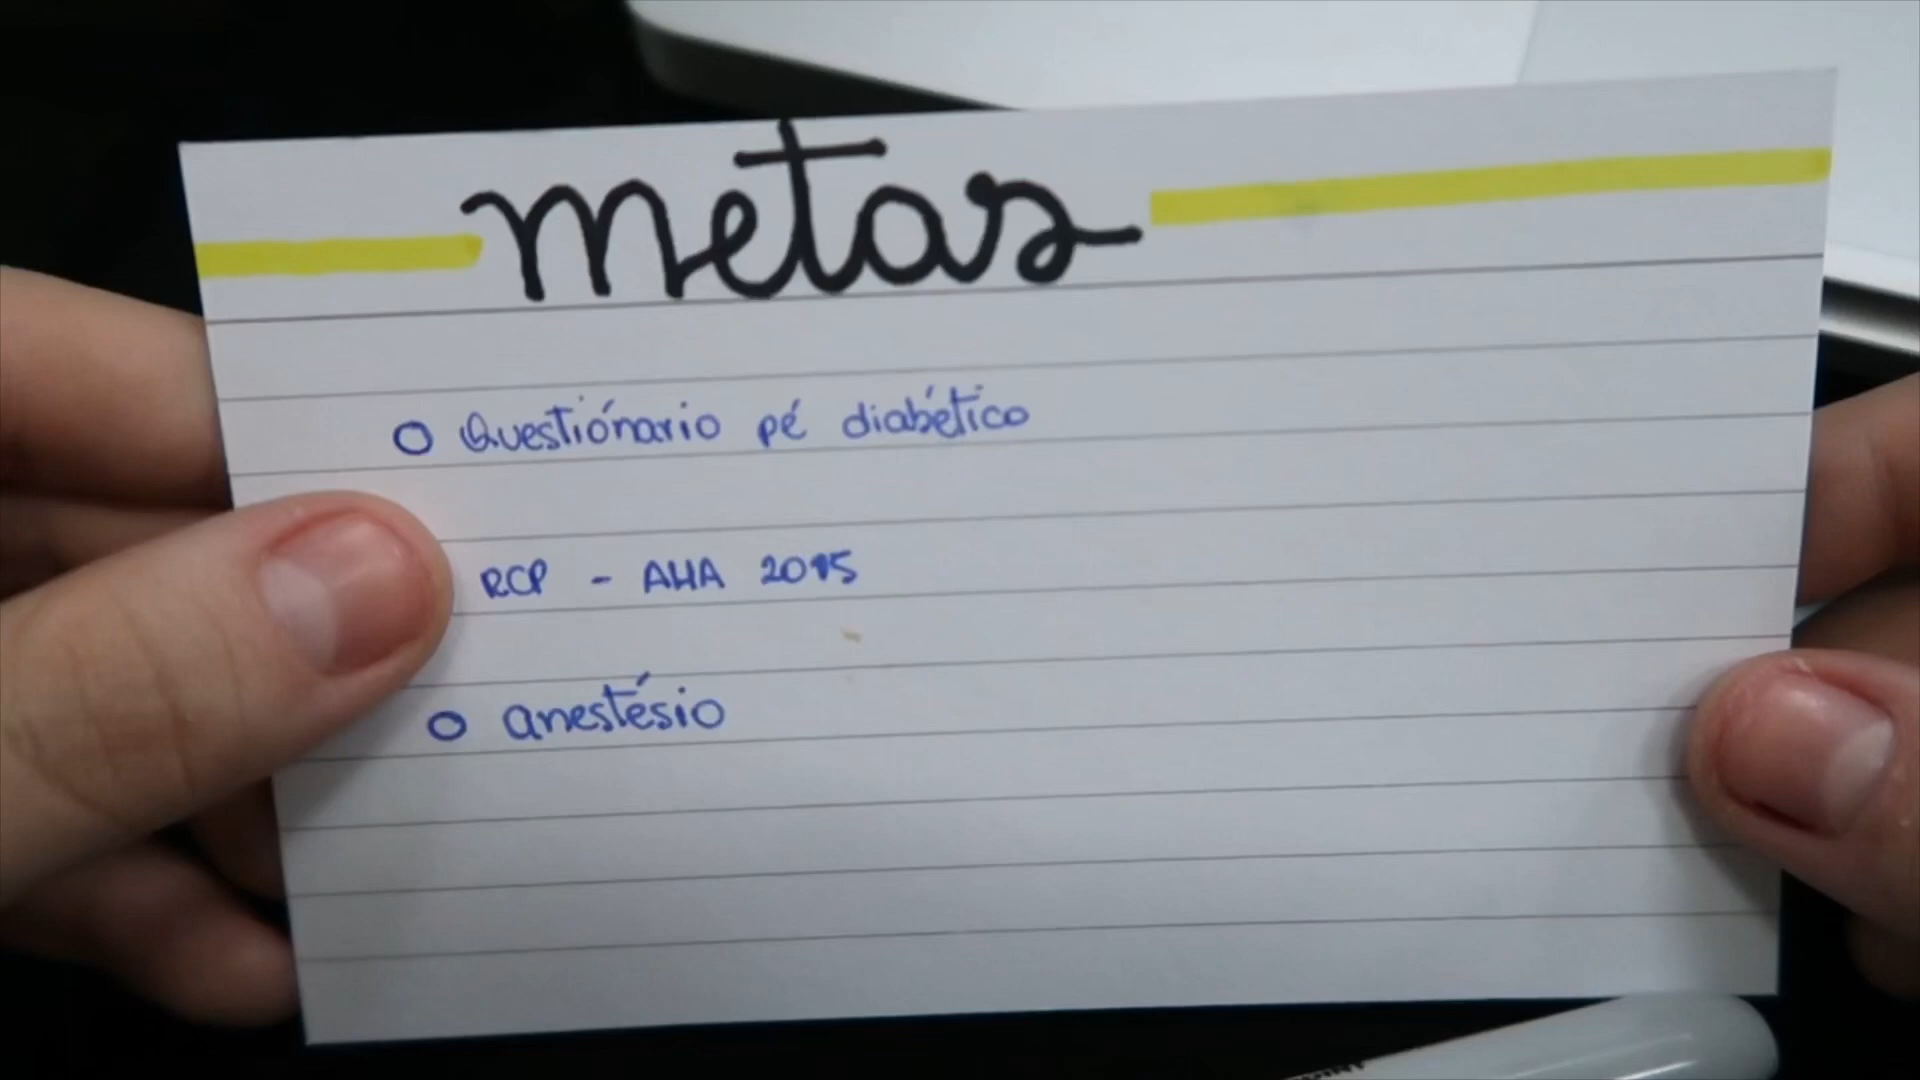 metas
O Questiónario pé diabético
RCP - AHA 2015
O anestésio